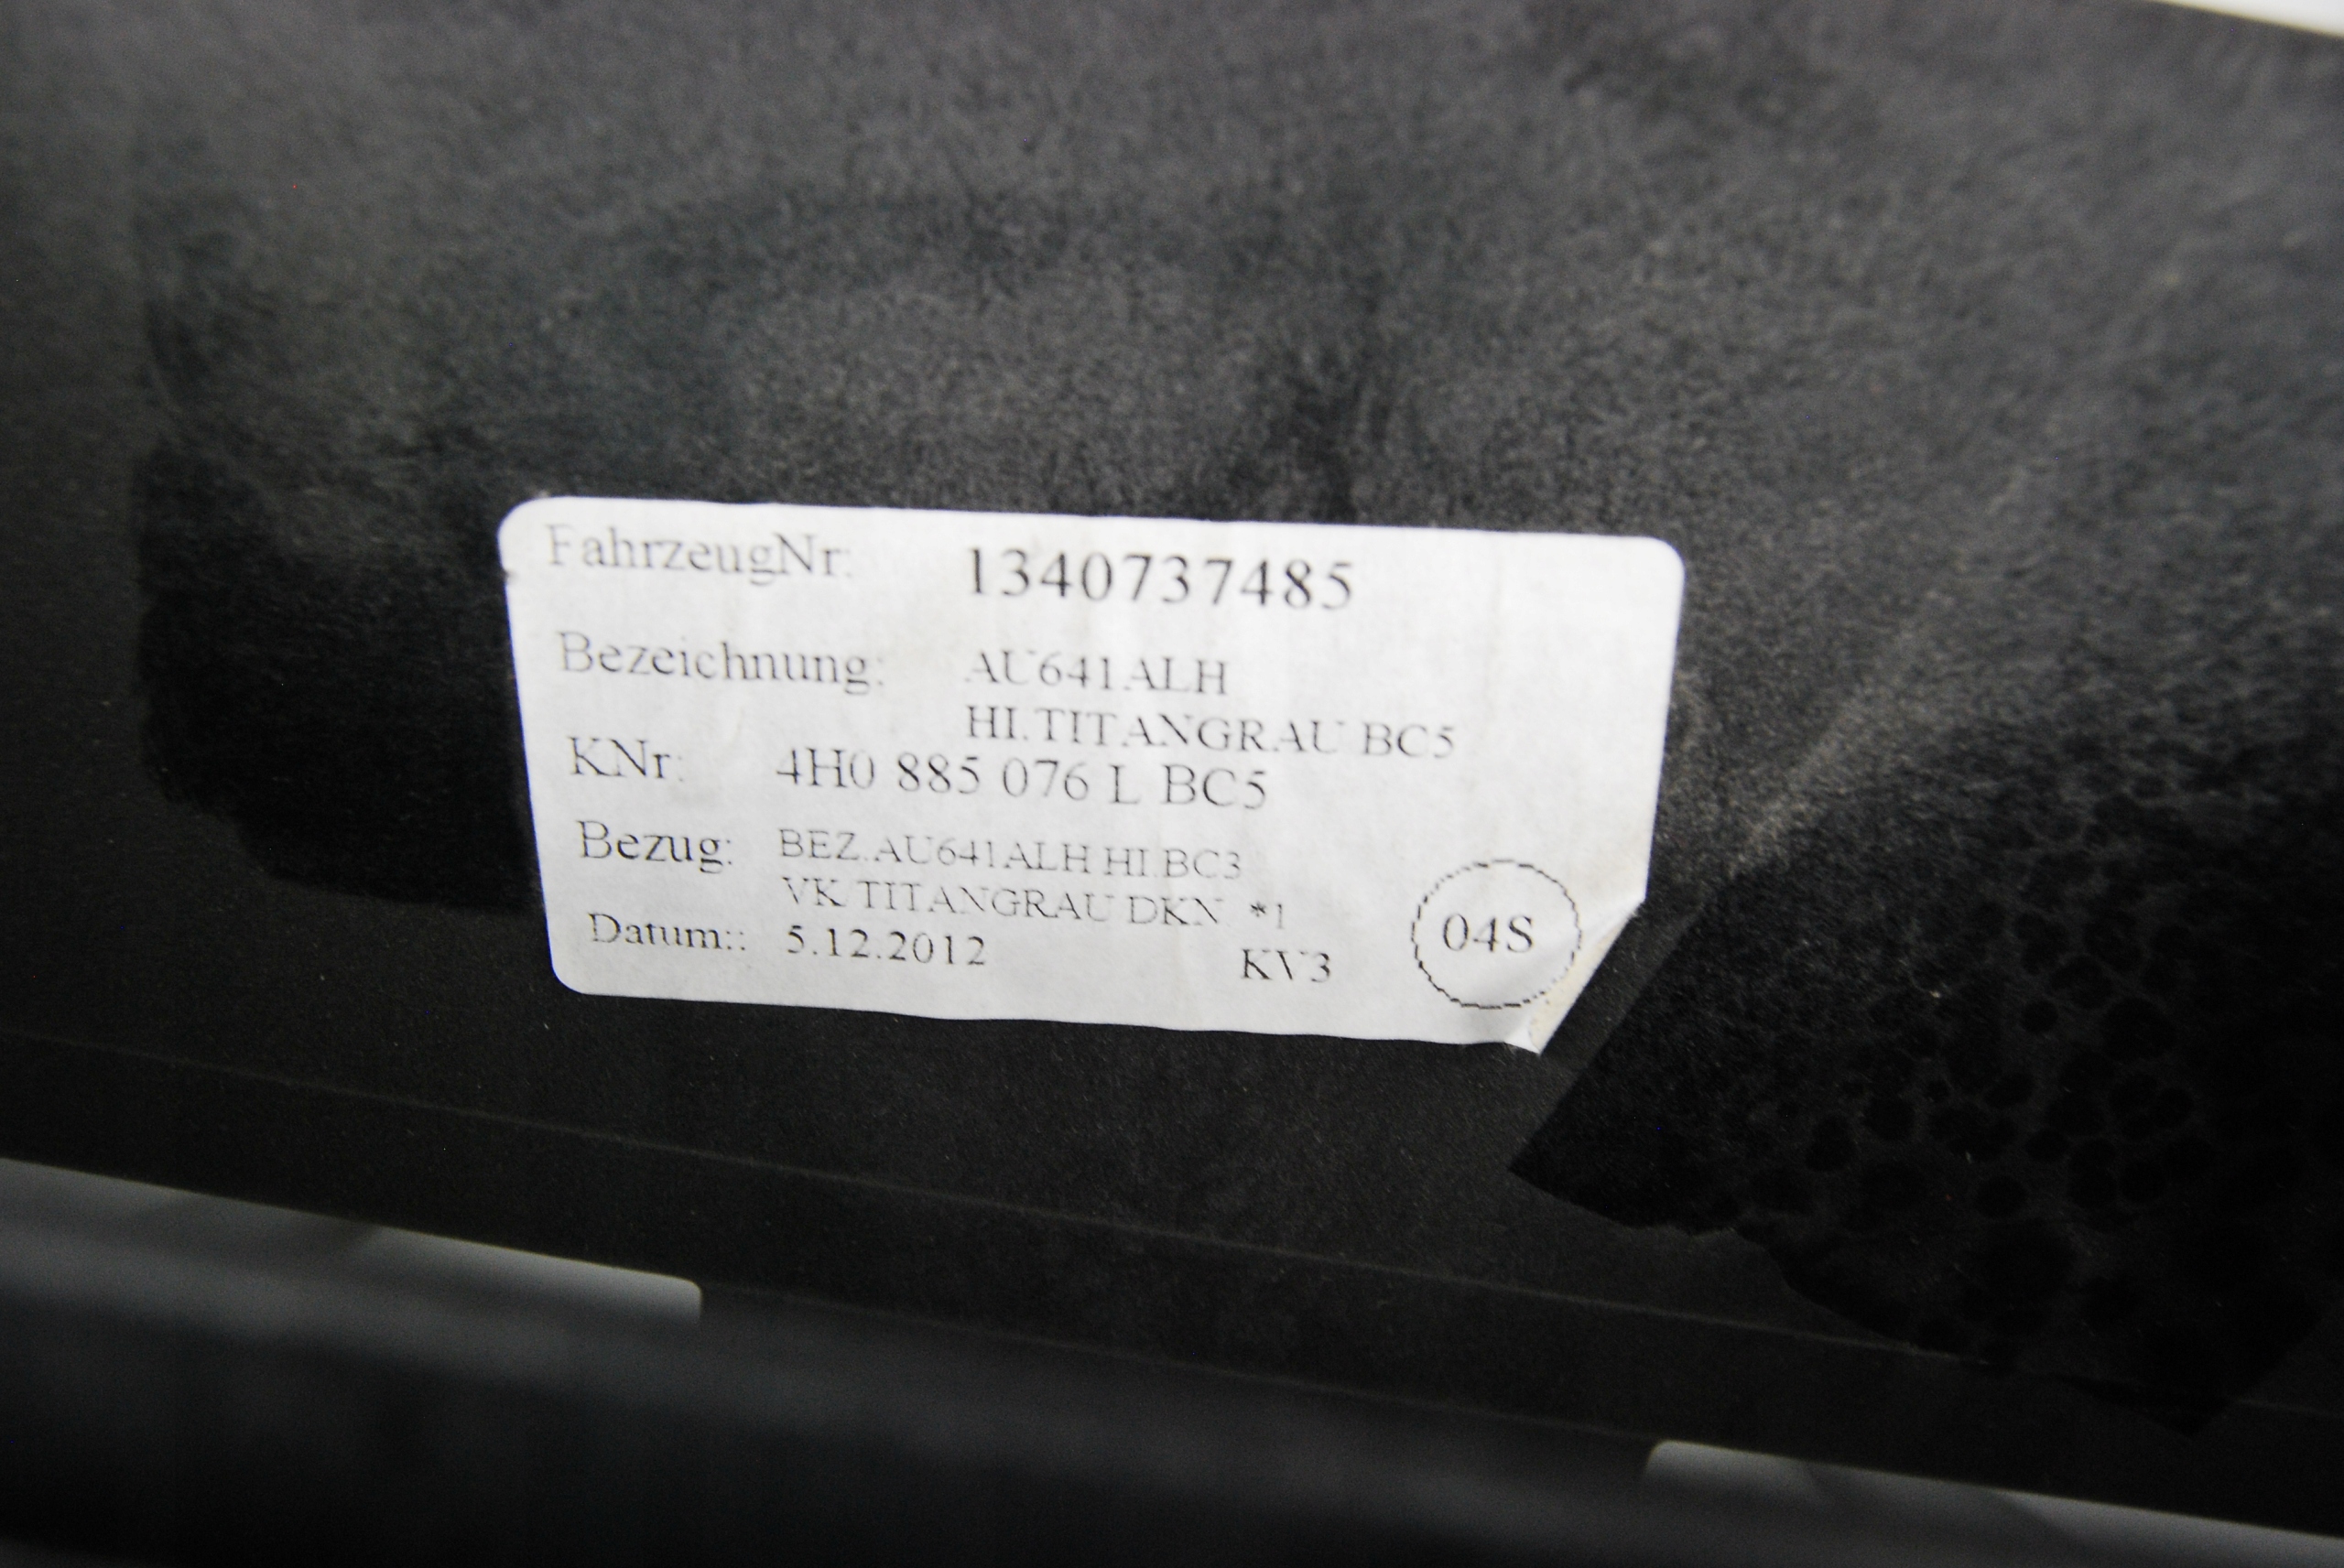 FahrzeugNr: 1340737485
Bezeichnung: AU641ALH
HI.TITANGRAU BC5
KNr: 4H0 885 076 L BC5
Bezug: BEZ.AU641ALH HI.BC3
VK/TITANGRAU DKN *1
Datum:: 5.12.2012 KV3
04S